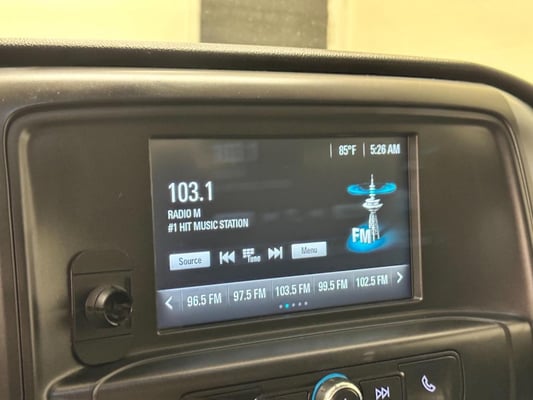 85°F 5:26 AM
103.1
RADIO M
#1 HIT MUSIC STATION
FM
Source Tune Menu
96.5 FM 97.5 FM 103.5 FM 99.5 FM 102.5 FM